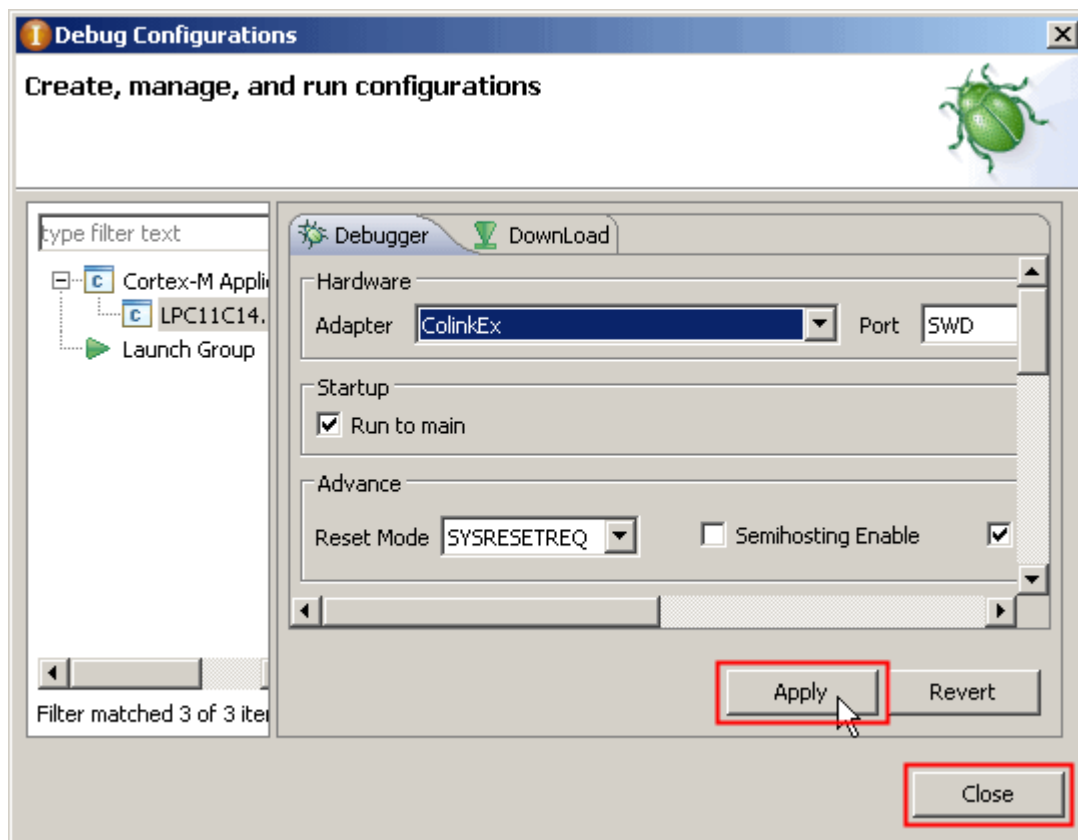 Debug Configurations
Create, manage, and run configurations
type filter text
Cortex-M Appli
LPC11C14.
Launch Group
Filter matched 3 of 3 iter
Debugger DownLoad
Hardware
Adapter ColinkEx Port SWD
Startup
Run to main
Advance
Reset Mode SYSRESETREQ Semihosting Enable
Apply Revert
Close